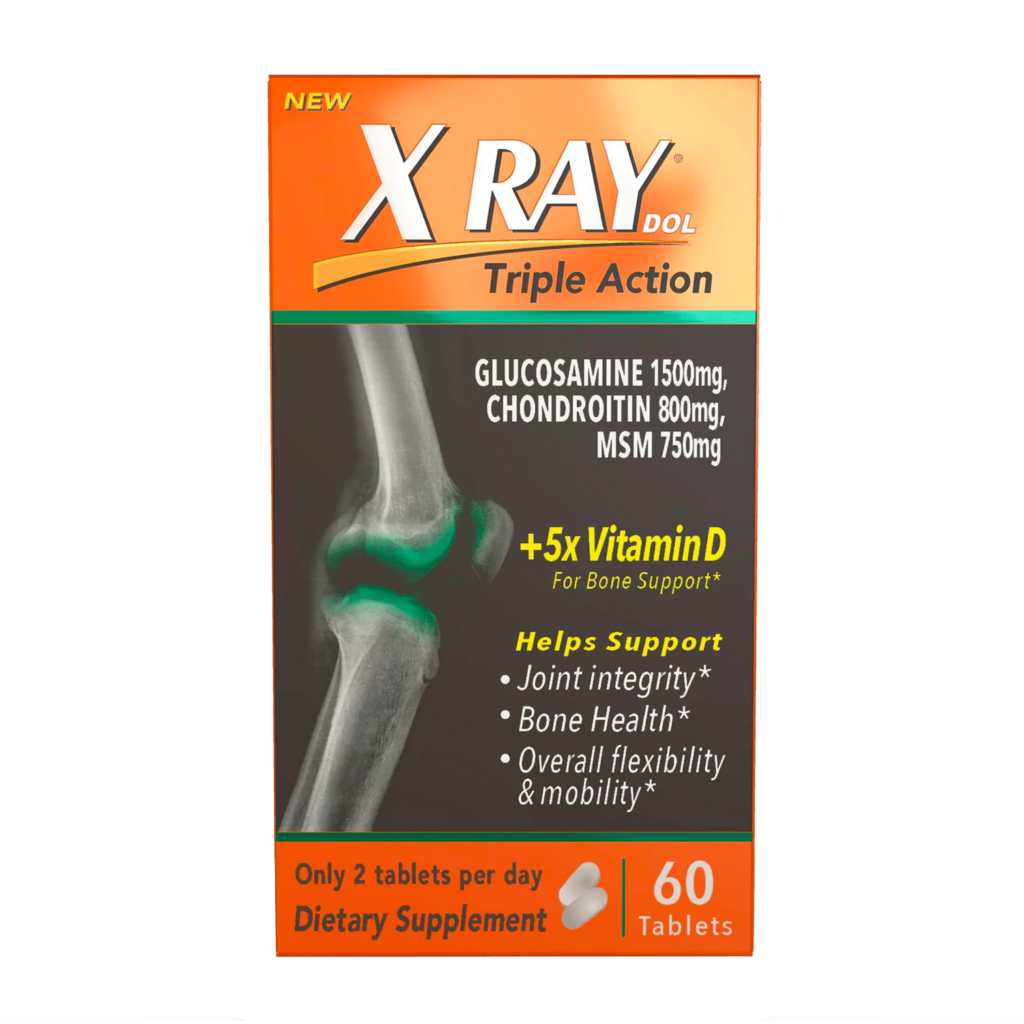 NEW
X RAY®
DOL
Triple Action
GLUCOSAMINE 1500mg,
CHONDROITIN 800mg,
MSM 750mg
+5x Vitamin D
For Bone Support*
Helps Support
• Joint integrity*
• Bone Health*
• Overall flexibility
& mobility*
Only 2 tablets per day
Dietary Supplement
60
Tablets